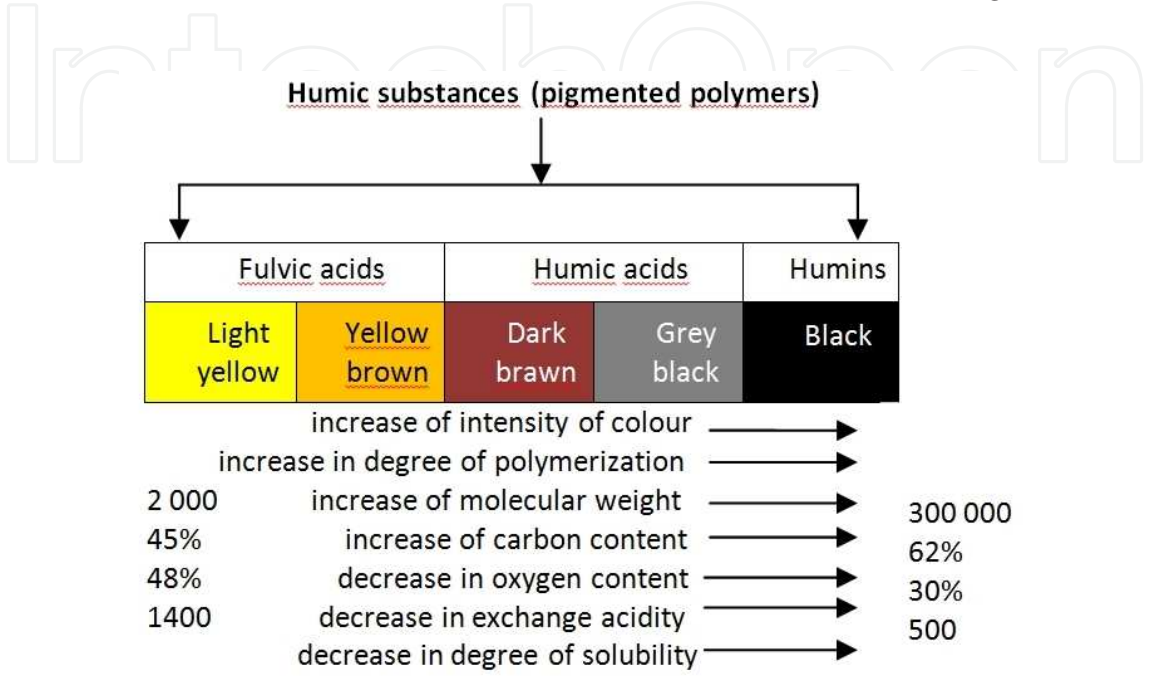 IntechOpen
Humic substances (pigmented polymers)
Fulvic acids Humic acids Humins
Light yellow Yellow brown Dark brawn Grey black Black
increase of intensity of colour
increase in degree of polymerization
2 000 increase of molecular weight 300 000
45% increase of carbon content 62%
48% decrease in oxygen content 30%
1400 decrease in exchange acidity 500
decrease in degree of solubility